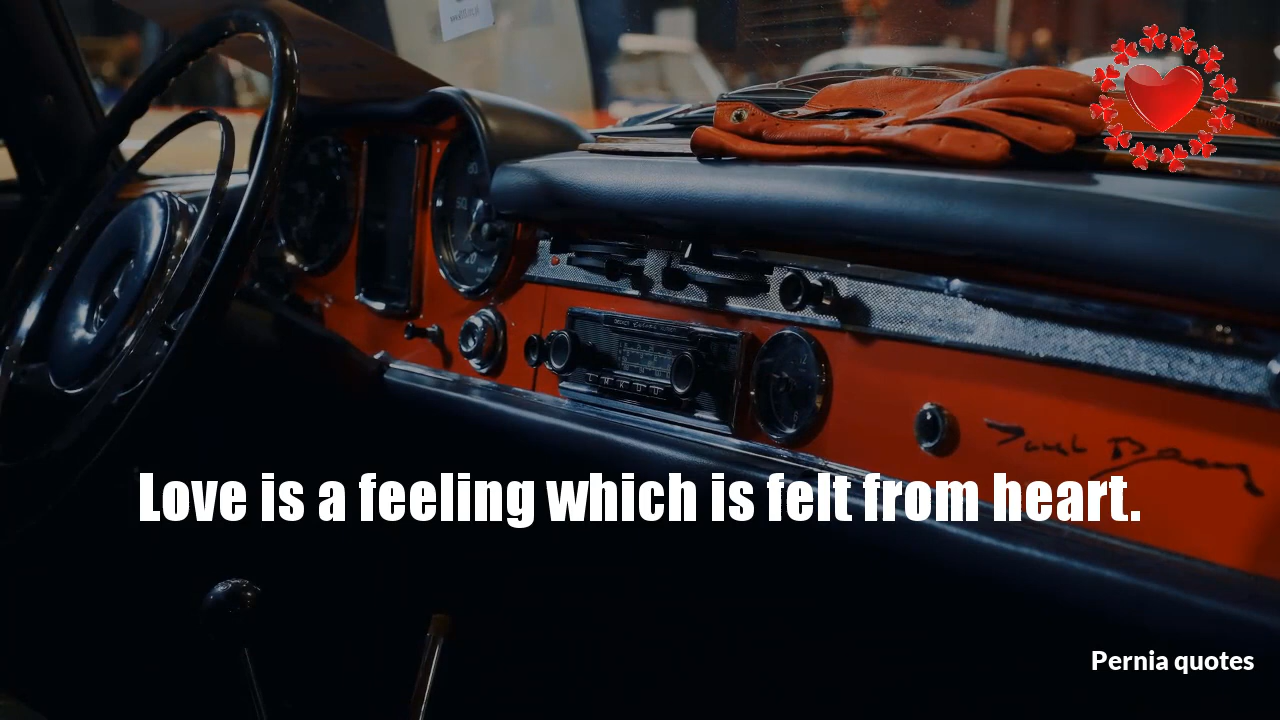 Love is a feeling which is felt from heart.
L M K U U
Pernia quotes